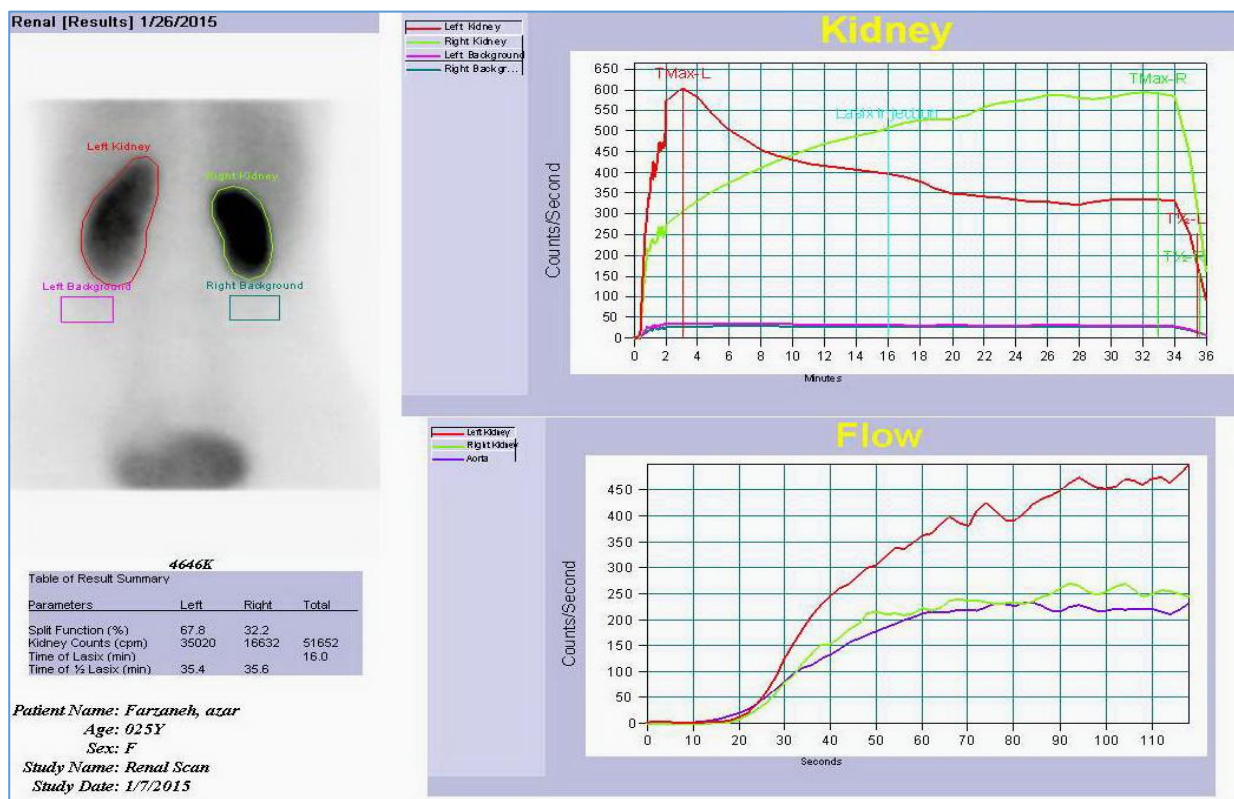 Renal [Results] 1/26/2015
Left Kidney
Right Kidney
Left Background
Right Background
4646K
Table of Result Summary
Parameters Left Right Total
Split Function (%) 67.8 32.2
Kidney Counts (cpm) 35020 16632 51652
Time of Lasix (min) 16.0
Time of ½ Lasix (min) 35.4 35.6
Patient Name: Farzaneh, azar
Age: 025Y
Sex: F
Study Name: Renal Scan
Study Date: 1/7/2015
Left Kidney
Right Kidney
Left Background
Right Backgr...
Kidney
TMax-L
TMax-R
Lasix Injection
T½-L
Counts/Second
650
600
550
500
450
400
350
300
250
200
150
100
50
0
0 2 4 6 8 10 12 14 16 18 20 22 24 26 28 30 32 34 36
Minutes
Left Kidney
Right Kidney
Aorta
Flow
Counts/Second
450
400
350
300
250
200
150
100
50
0
0 10 20 30 40 50 60 70 80 90 100 110
Seconds